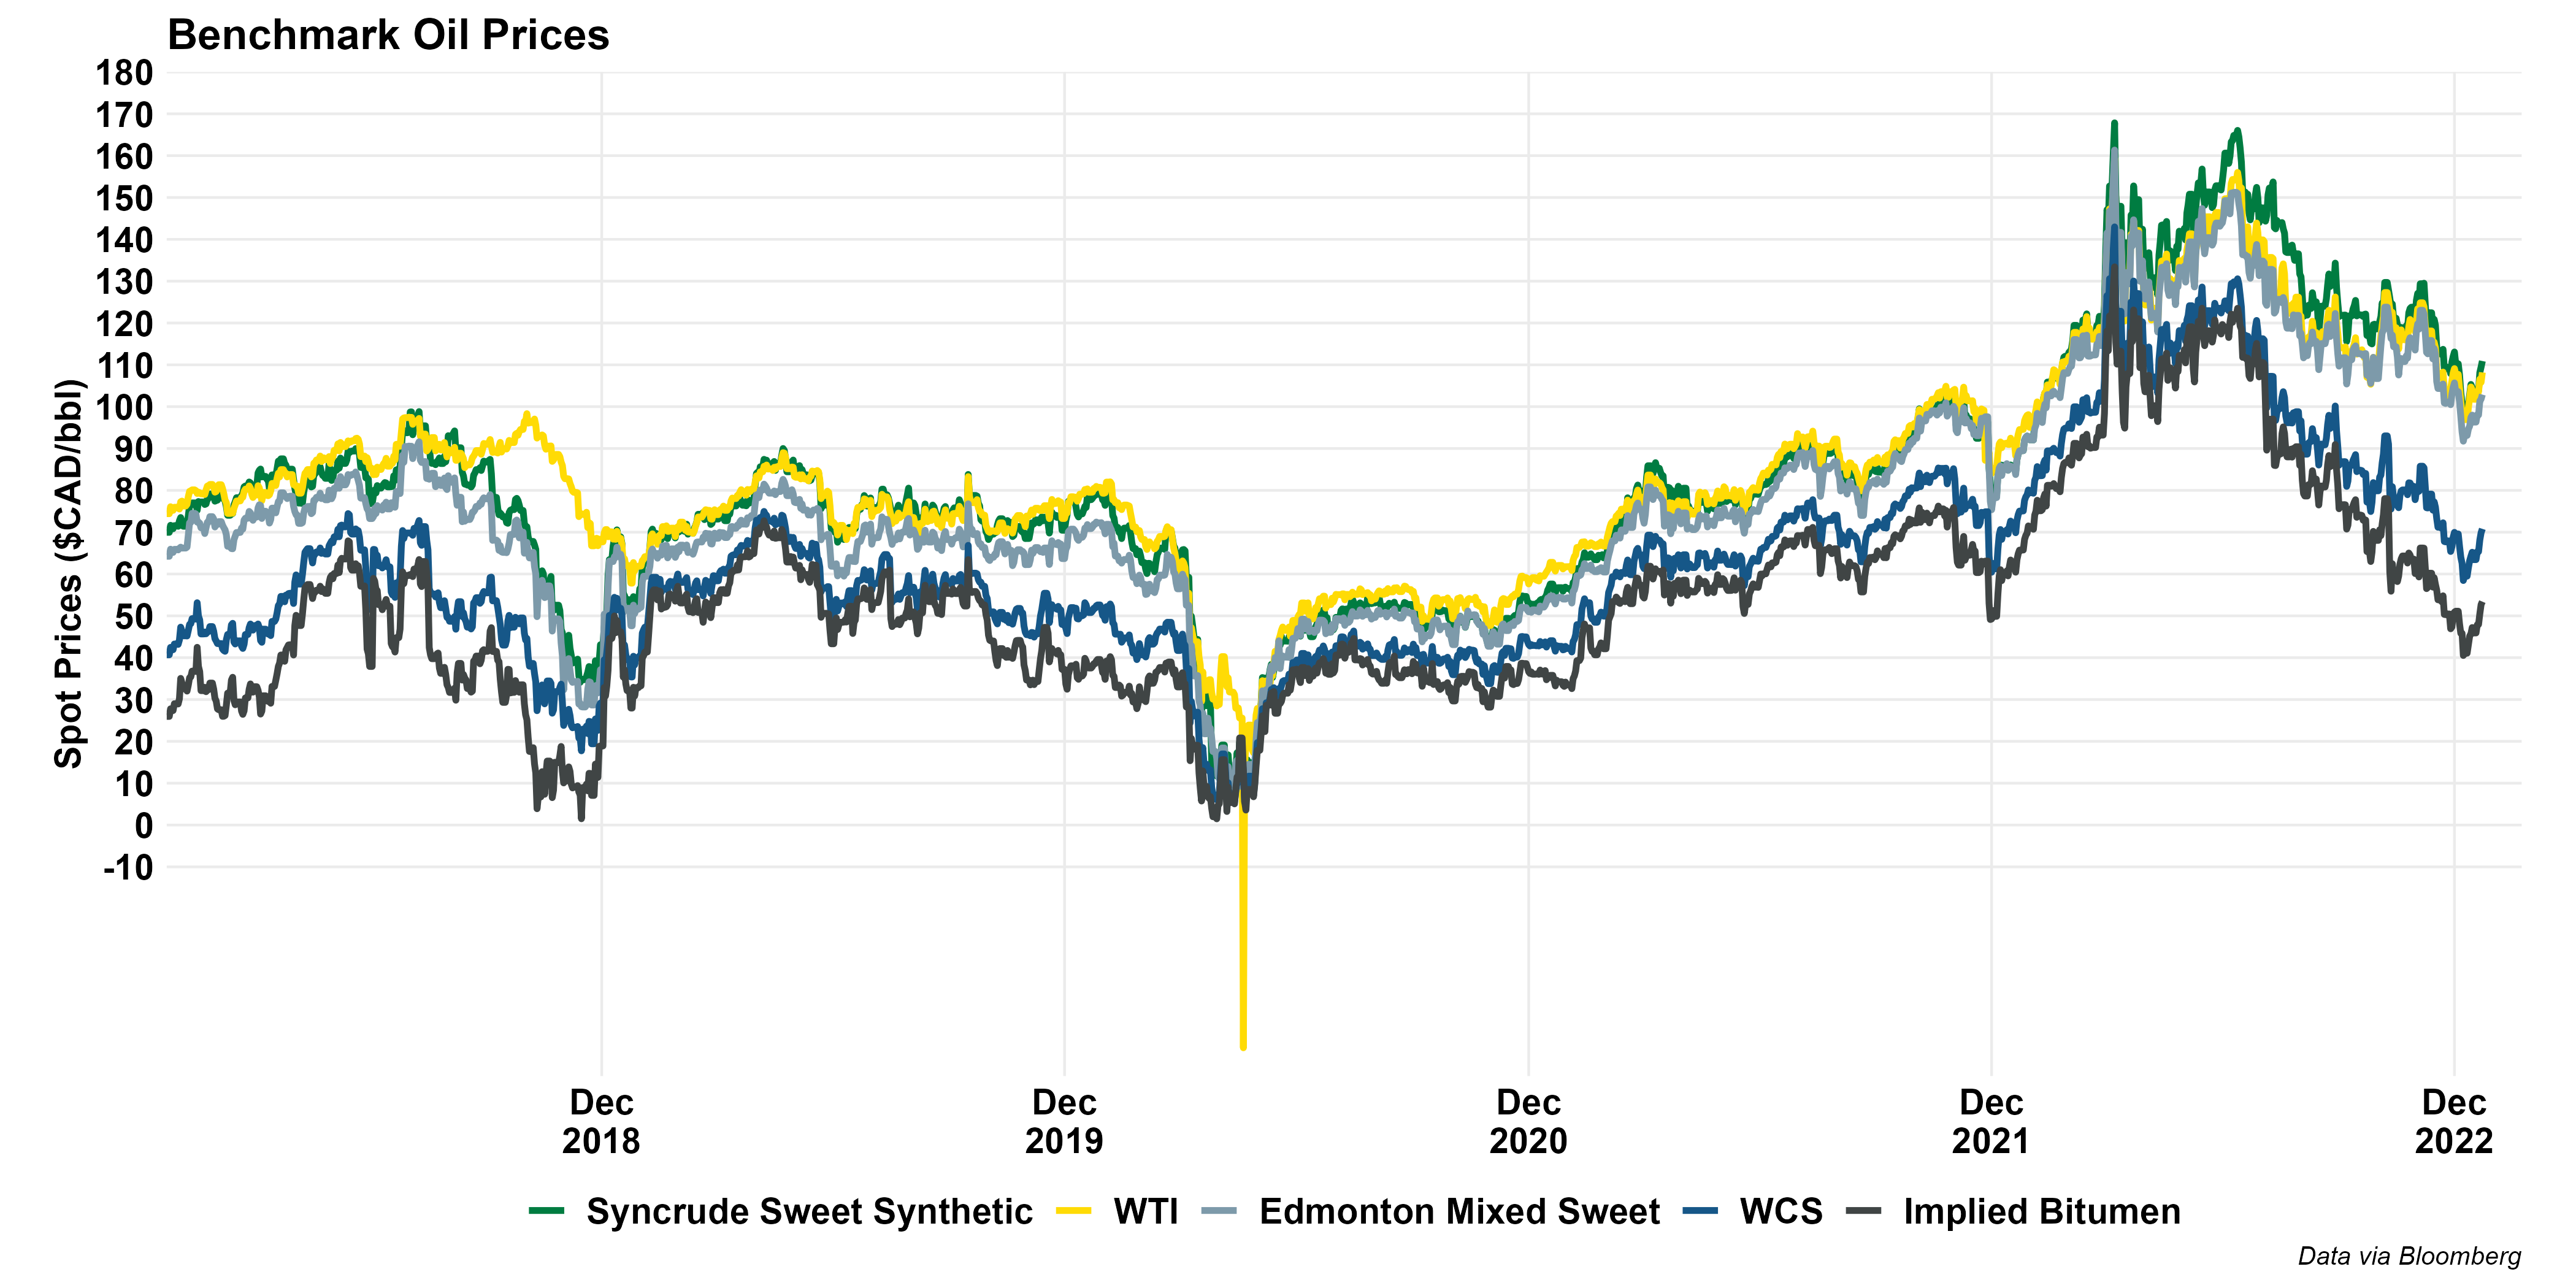 Benchmark Oil Prices
Spot Prices ($CAD/bbl)
180
170
160
150
140
130
120
110
100
90
80
70
60
50
40
30
20
10
0
-10
Dec 2018
Dec 2019
Dec 2020
Dec 2021
Dec 2022
Syncrude Sweet Synthetic WTI Edmonton Mixed Sweet WCS Implied Bitumen
Data via Bloomberg